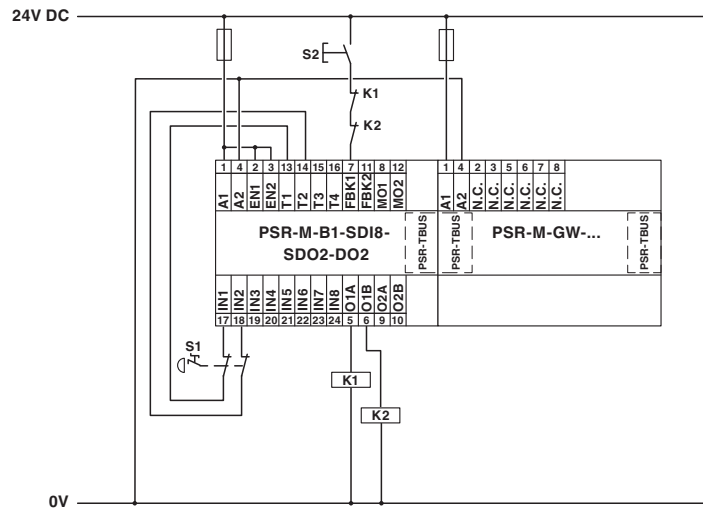 24V DC
S2
K1
K2
1 4 2 3 13 14 15 16 7 11 8 12
A1 A2 EN1 EN2 T1 T2 T3 T4 FBK1 FBK2 MO1 MO2
1 4 2 3 5 6 7 8
A1 A2 N.C. N.C. N.C. N.C. N.C. N.C.
PSR-M-B1-SDI8-
SDO2-DO2
PSR-TBUS
PSR-TBUS
PSR-M-GW-...
PSR-TBUS
IN1 IN2 IN3 IN4 IN5 IN6 IN7 IN8 O1A O1B O2A O2B
17 18 19 20 21 22 23 24 5 6 9 10
S1
K1
K2
0V